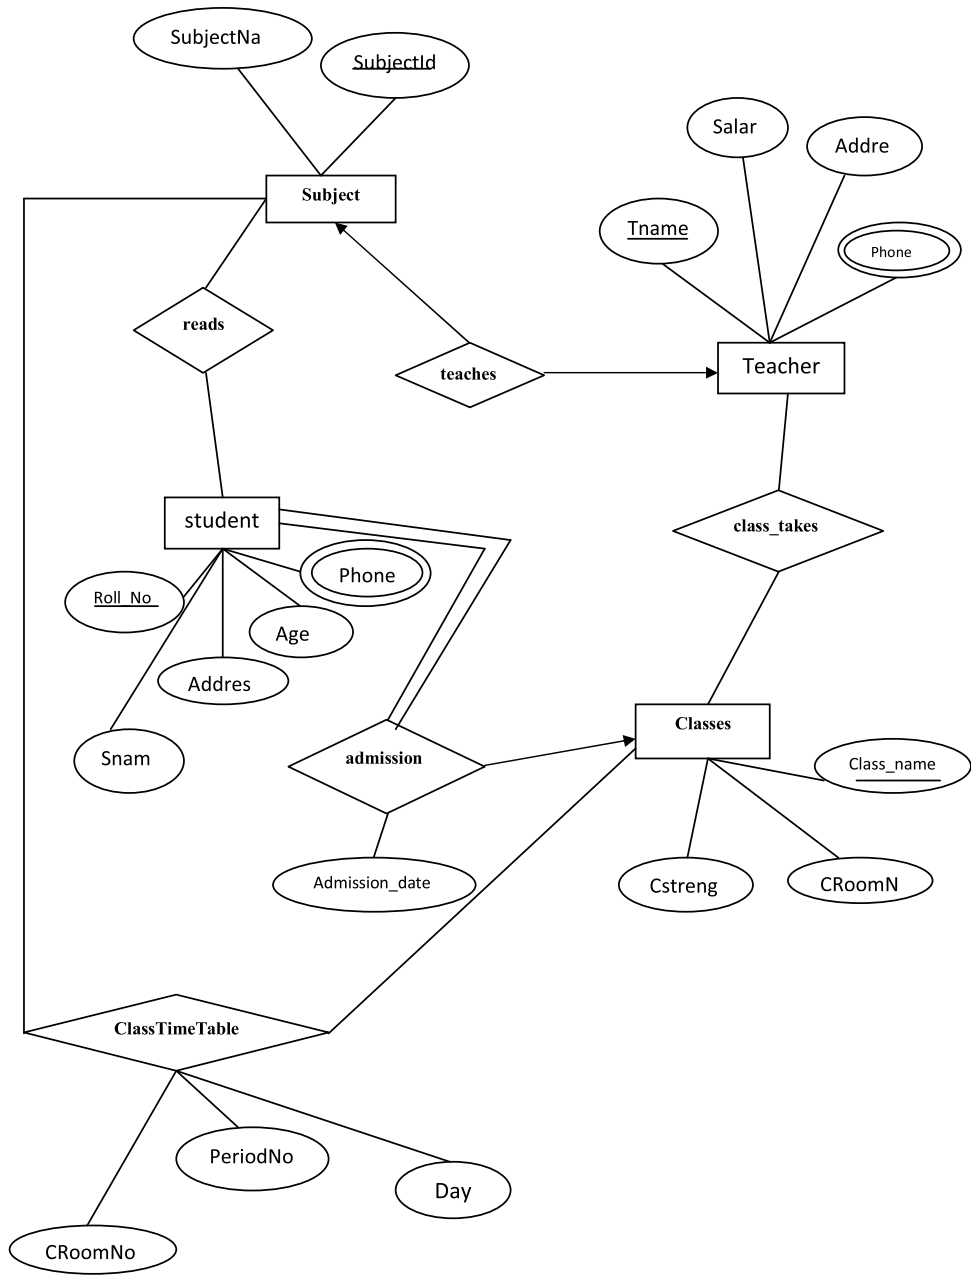 SubjectNa
SubjectId
Salar
Addre
Subject
Tname
Phone
reads
teaches
Teacher
student
class_takes
Phone
Roll_No
Age
Addres
Classes
Snam
admission
Class_name
Admission_date
Cstreng
CRoomN
ClassTimeTable
PeriodNo
Day
CRoomNo